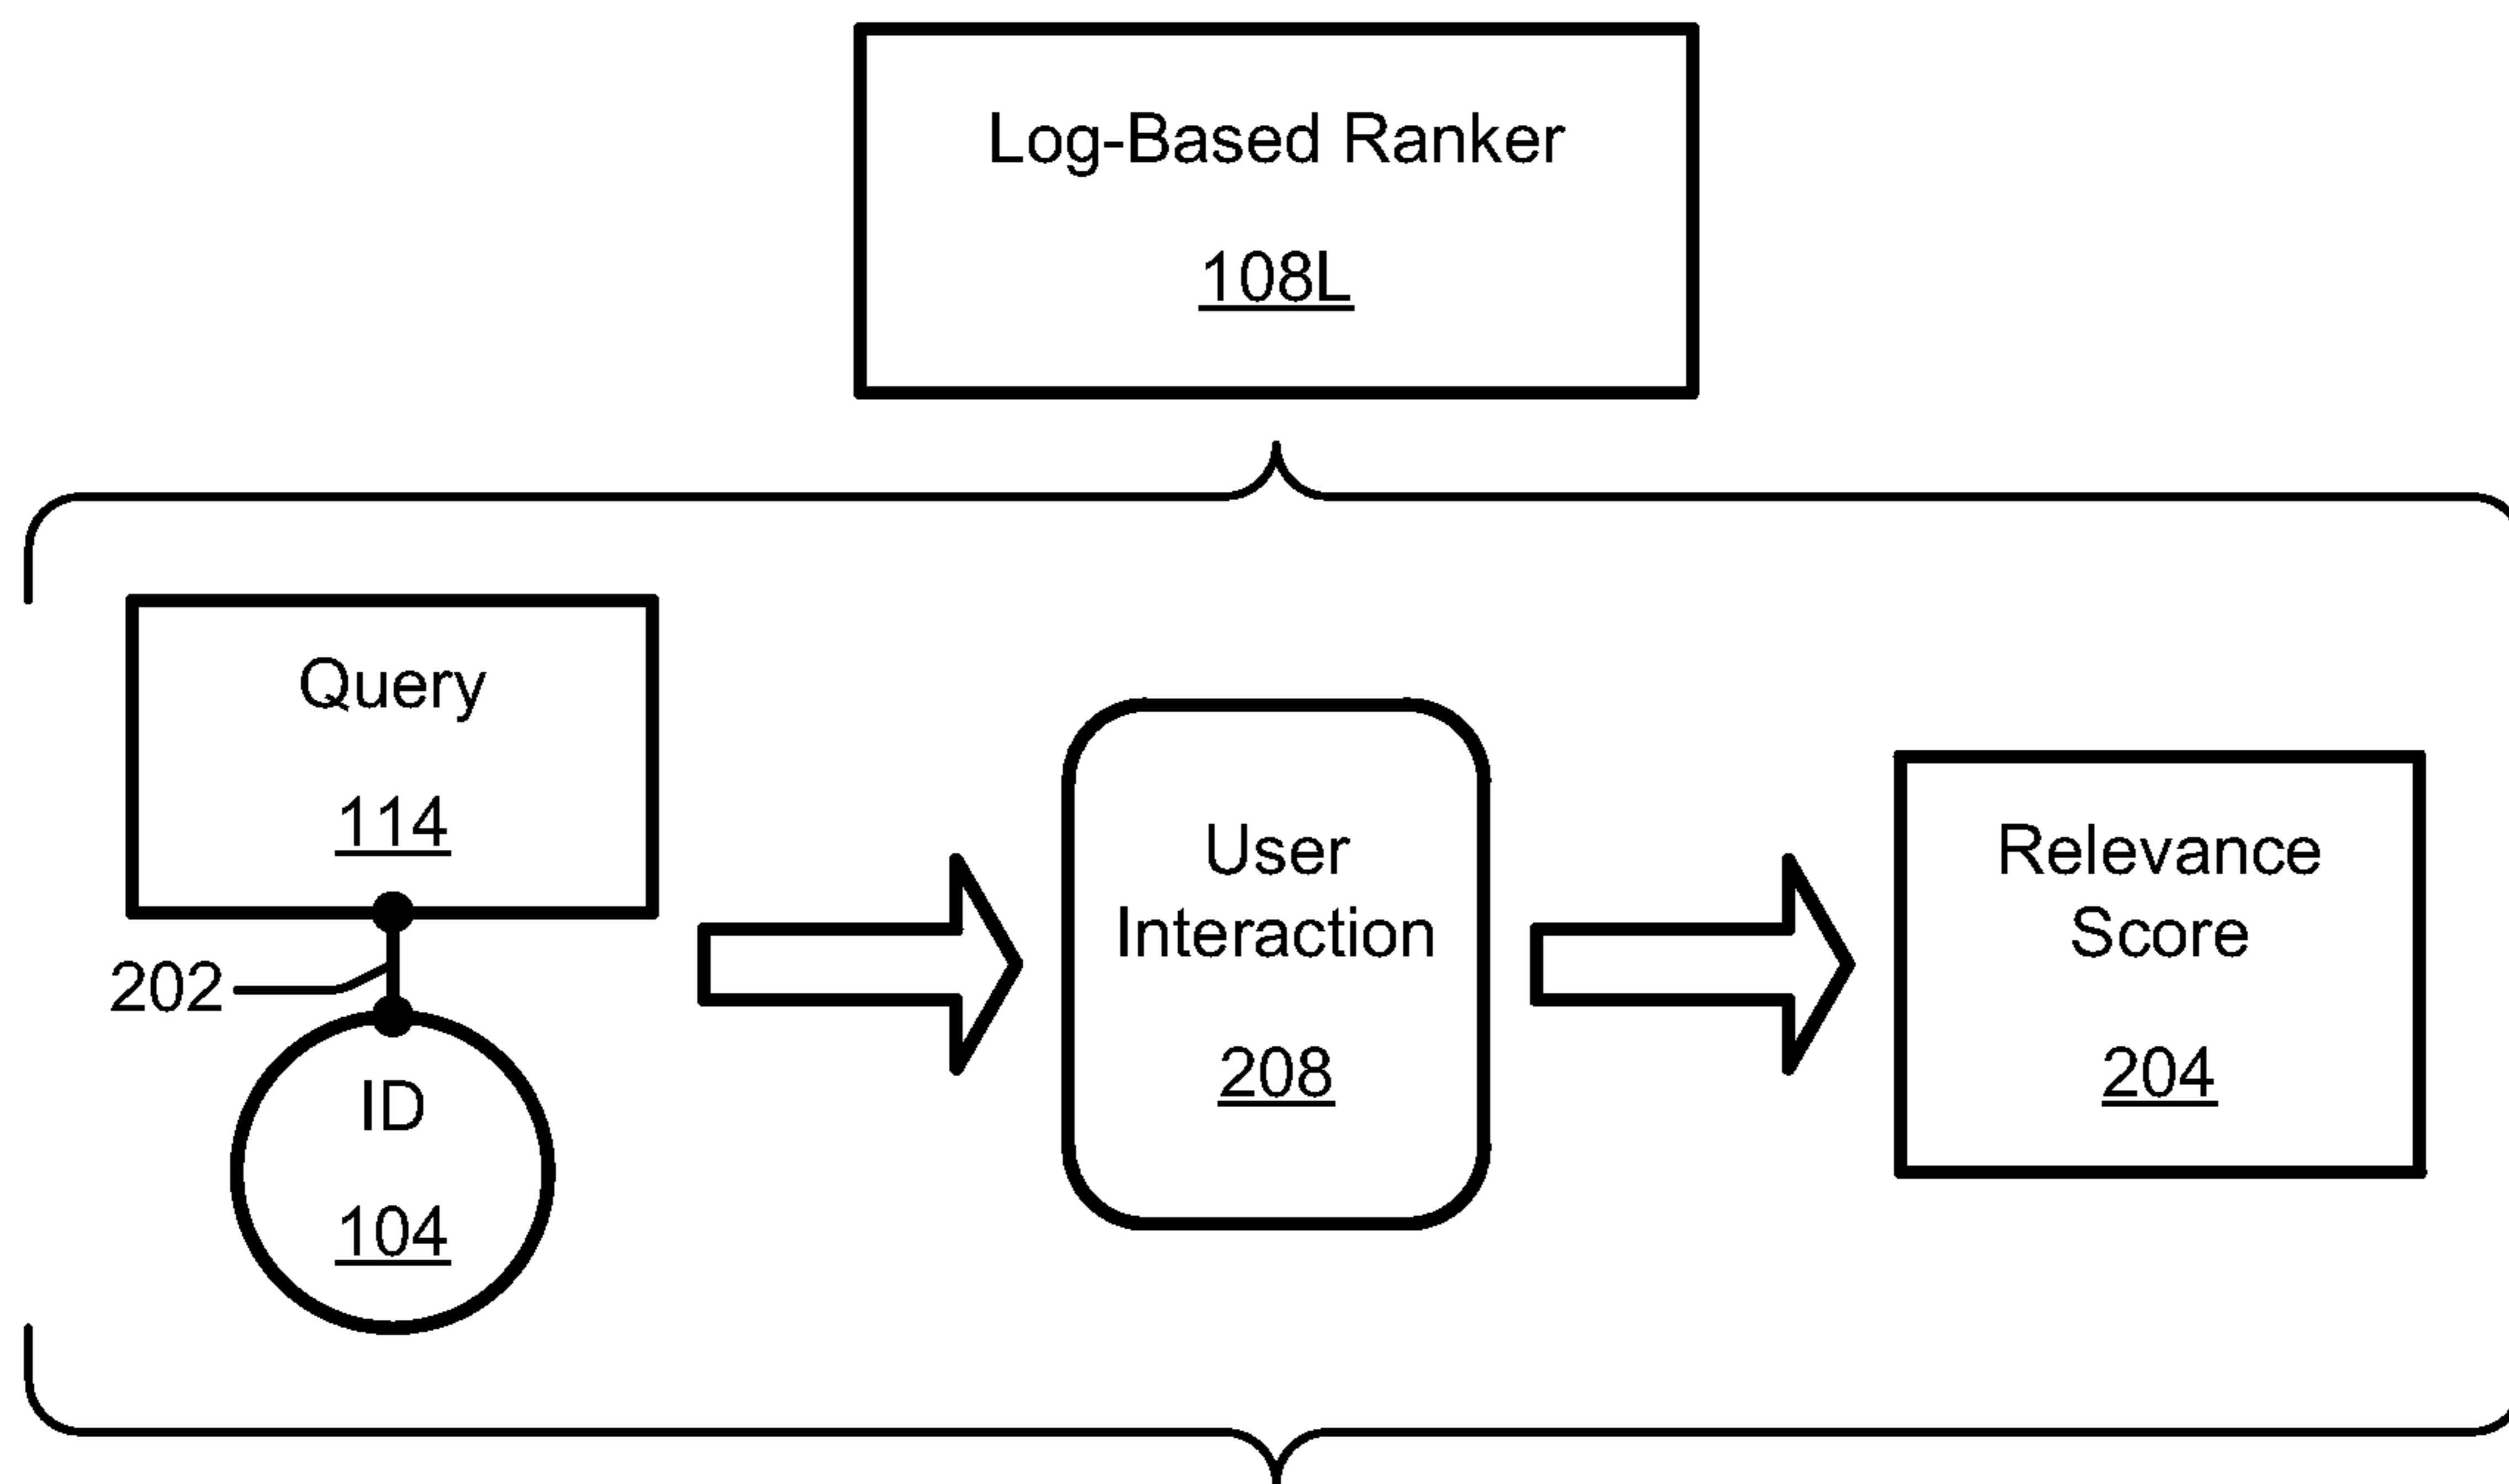 Log-Based Ranker
108L
Query
114
202
ID
104
User
Interaction
208
Relevance
Score
204